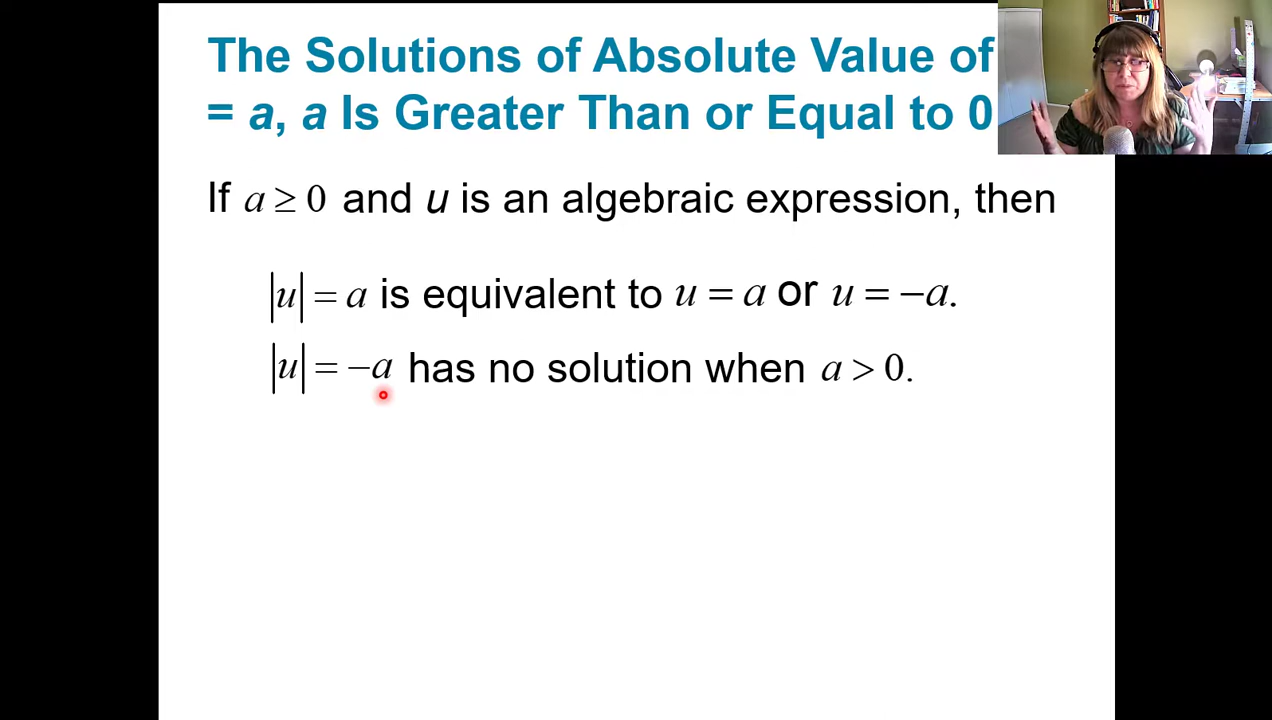 The Solutions of Absolute Value of
= a, a Is Greater Than or Equal to 0
If a ≥ 0 and u is an algebraic expression, then
|u| = a is equivalent to u = a or u = −a.
|u| = −a has no solution when a > 0.